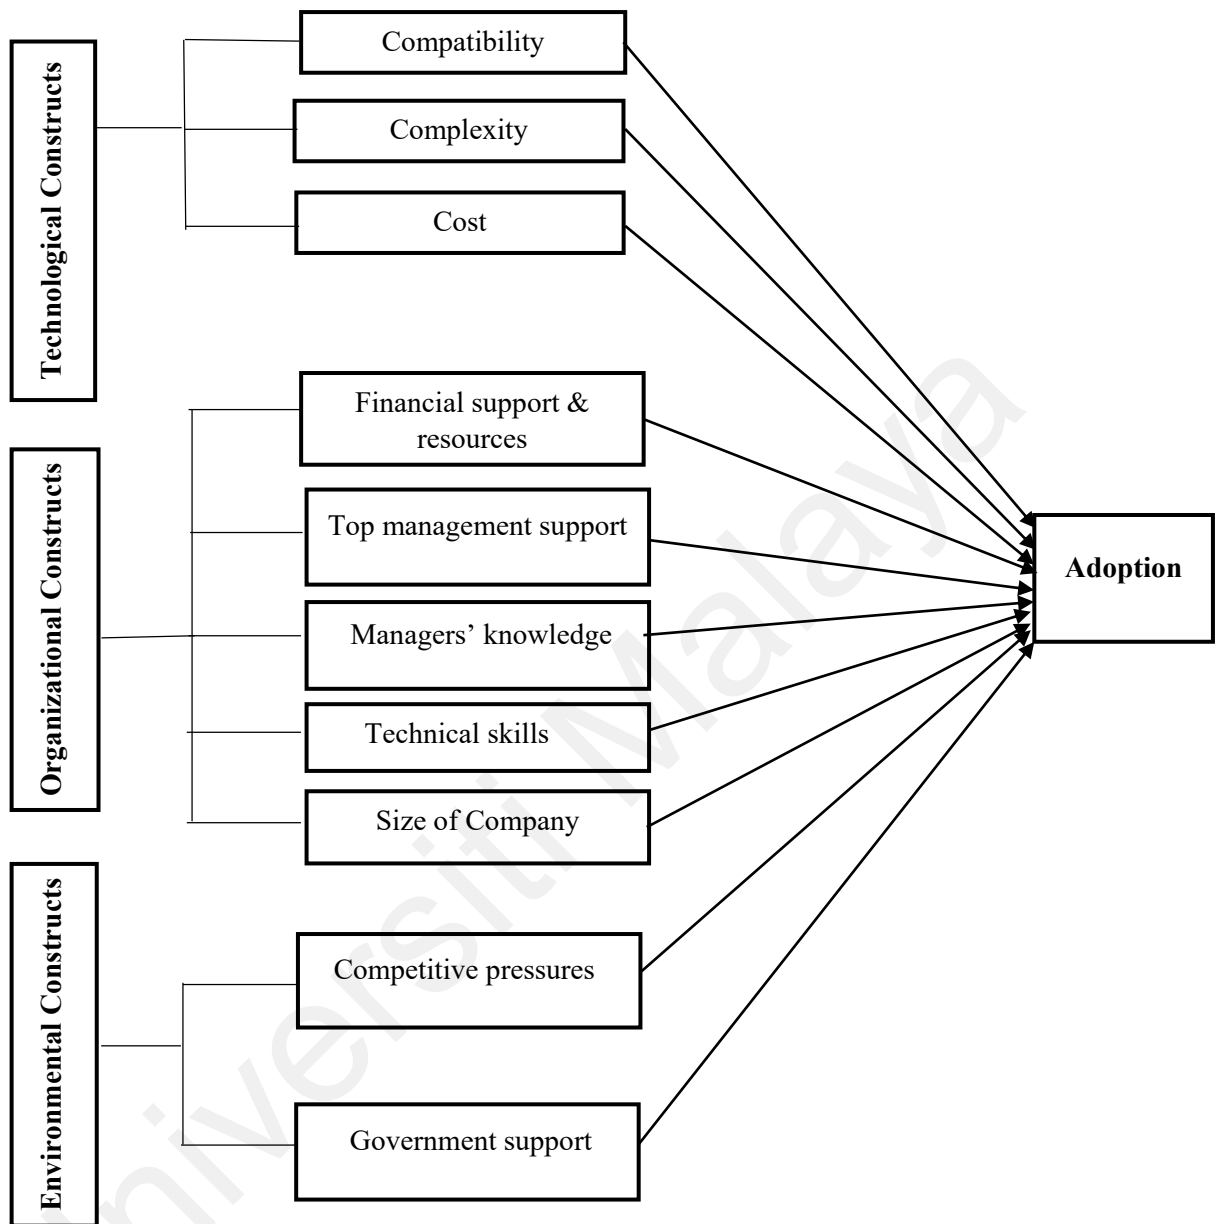 Technological Constructs
Compatibility
Complexity
Cost
Organizational Constructs
Financial support &
resources
Top management support
Managers’ knowledge
Technical skills
Size of Company
Environmental Constructs
Competitive pressures
Government support
Adoption
Universiti Malaya